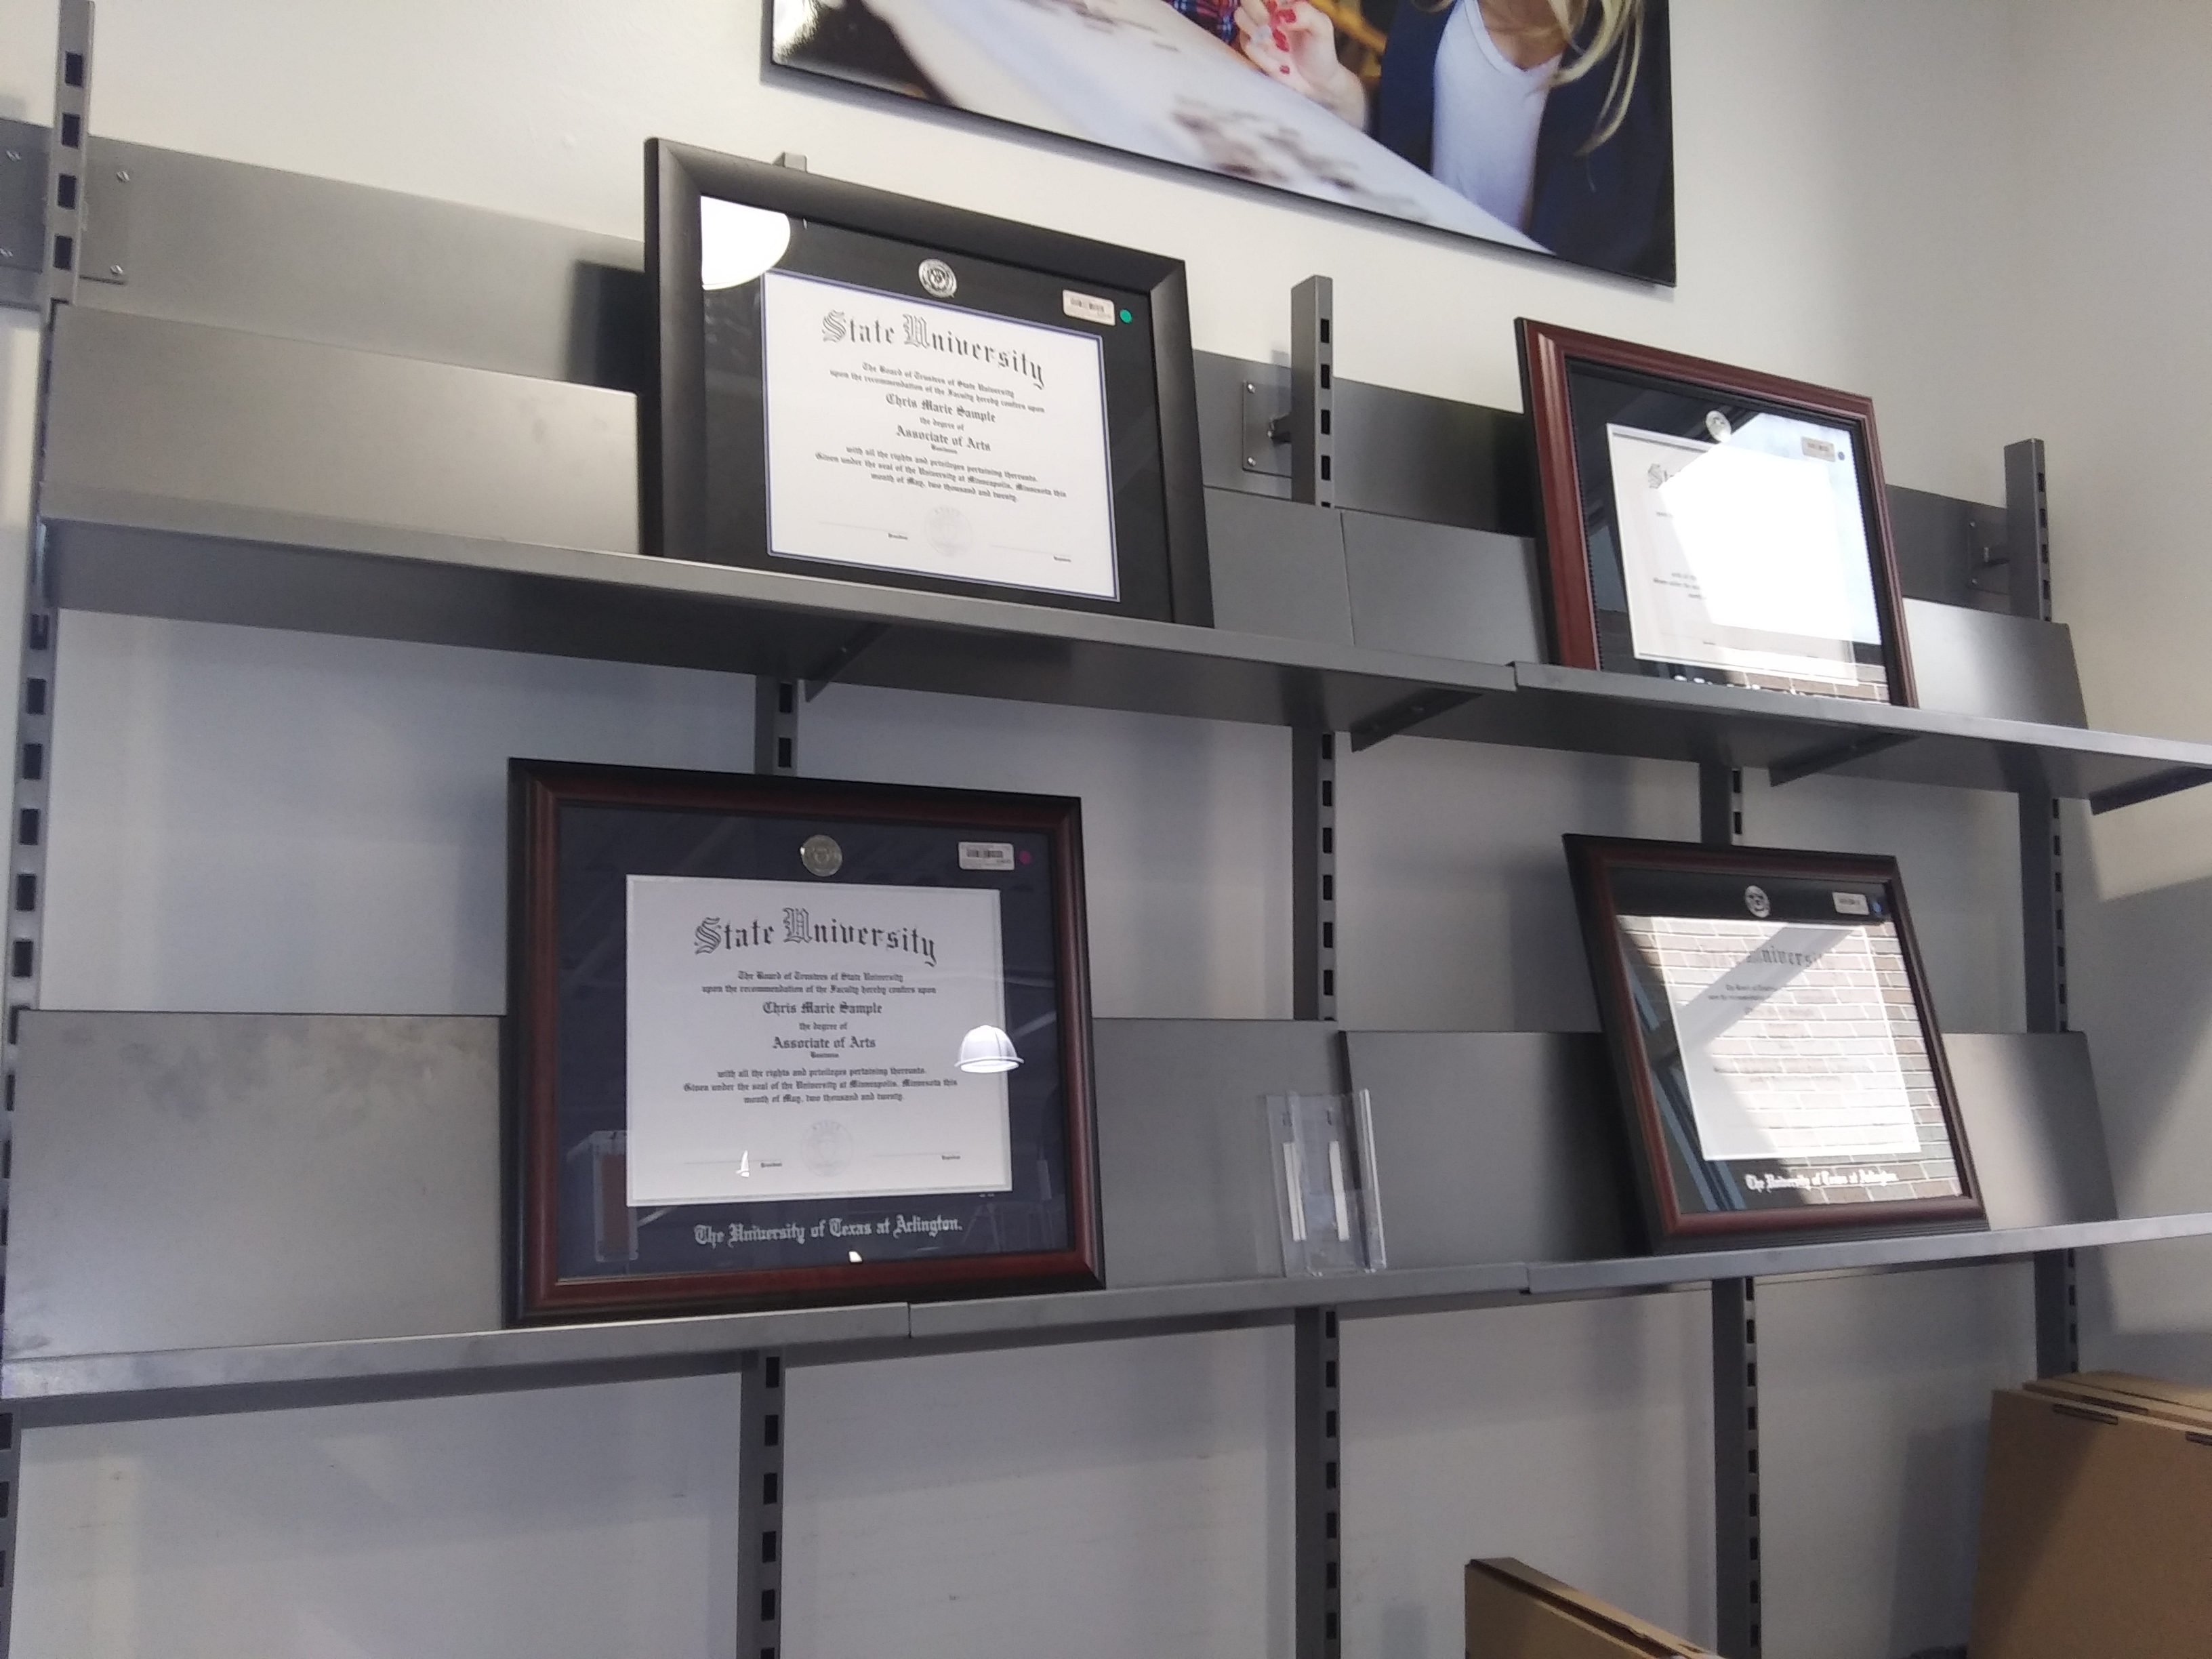 State University
The Board of Trustees of State University
upon the recommendation of the Faculty hereby confers upon
Chris Marie Sample
the degree of
Associate of Arts
Business
with all the rights and privileges pertaining thereunto.
Given under the seal of the University at Minneapolis, Minnesota this
month of May, two thousand and twenty.
President
State University
The Board of Trustees of State University
upon the recommendation of the Faculty hereby confers upon
Chris Marie Sample
the degree of
Associate of Arts
Business
with all the rights and privileges pertaining thereunto.
Given under the seal of the University at Minneapolis, Minnesota this
month of May, two thousand and twenty.
President
The University of Texas at Arlington.
The University of Texas at Arlington.